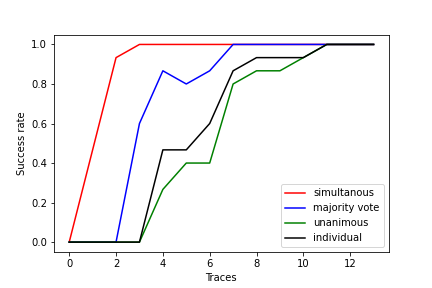 1.0
0.8
0.6
0.4
0.2
0.0
Success rate
0 2 4 6 8 10 12
Traces
simultanous
majority vote
unanimous
individual